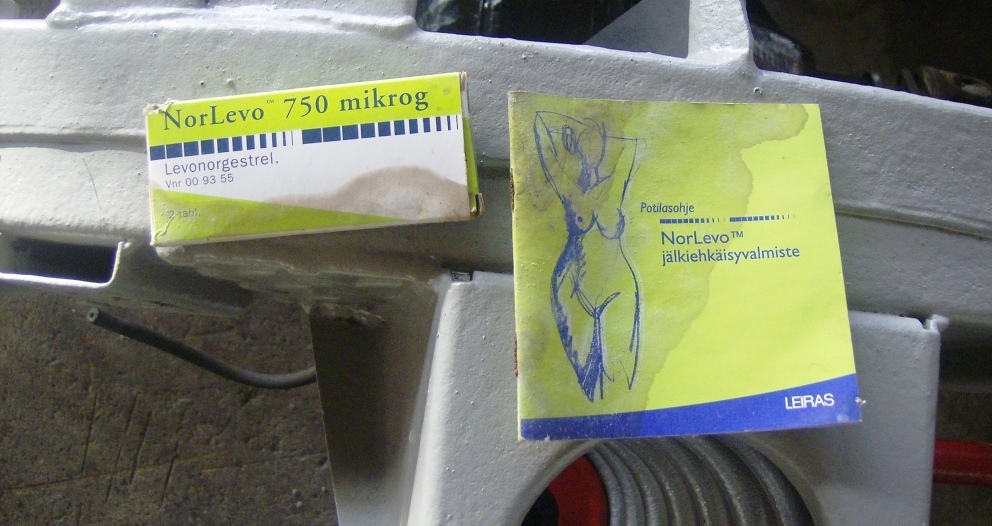 NorLevo™ 750 mikrog
Levonorgestrel.
Vnr 00 93 55
2 tabl.
Potilasohje
NorLevo™
jälkiehkäisyvalmiste
LEIRAS